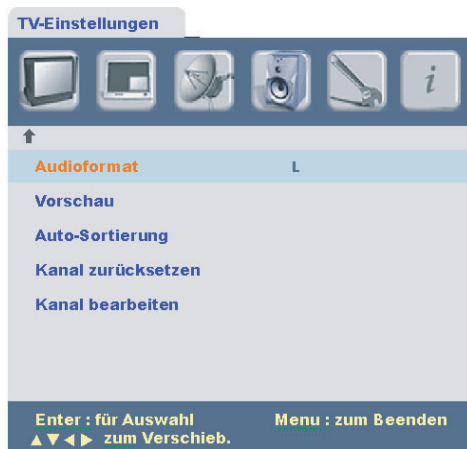 TV-Einstellungen
i
Audioformat L
Vorschau
Auto-Sortierung
Kanal zurücksetzen
Kanal bearbeiten
Enter : für Auswahl Menu : zum Beenden
▲▼◄► zum Verschieb.